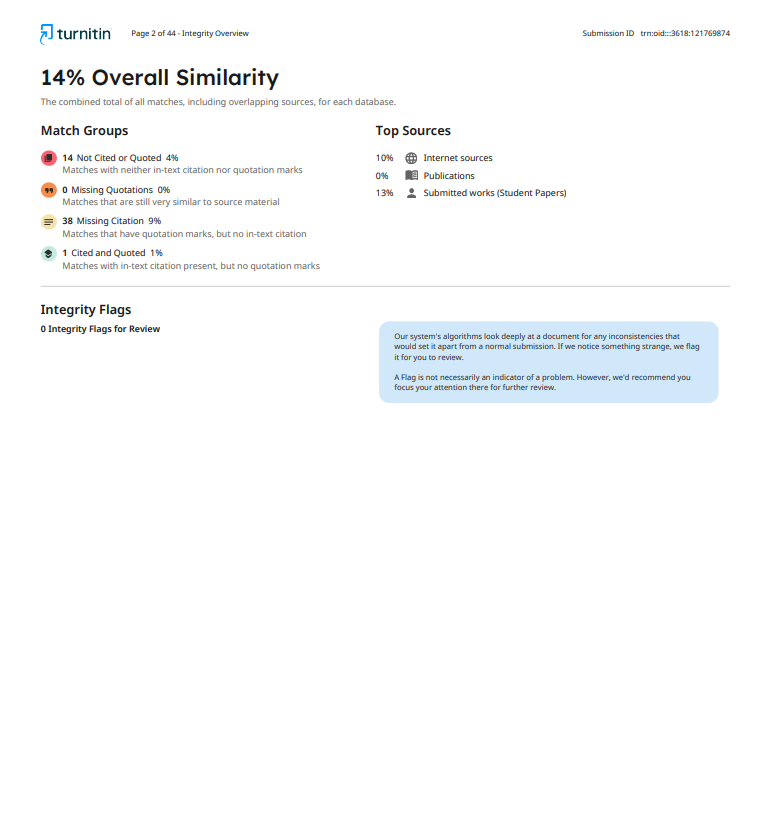 turnitin Page 2 of 44 - Integrity Overview Submission ID trn:oid:::3618:121769874
14% Overall Similarity
The combined total of all matches, including overlapping sources, for each database.
Match Groups
14 Not Cited or Quoted 4%
Matches with neither in-text citation nor quotation marks
0 Missing Quotations 0%
Matches that are still very similar to source material
38 Missing Citation 9%
Matches that have quotation marks, but no in-text citation
1 Cited and Quoted 1%
Matches with in-text citation present, but no quotation marks
Top Sources
10% Internet sources
0% Publications
13% Submitted works (Student Papers)
Integrity Flags
0 Integrity Flags for Review
Our system's algorithms look deeply at a document for any inconsistencies that
would set it apart from a normal submission. If we notice something strange, we flag
it for you to review.
A Flag is not necessarily an indicator of a problem. However, we'd recommend you
focus your attention there for further review.